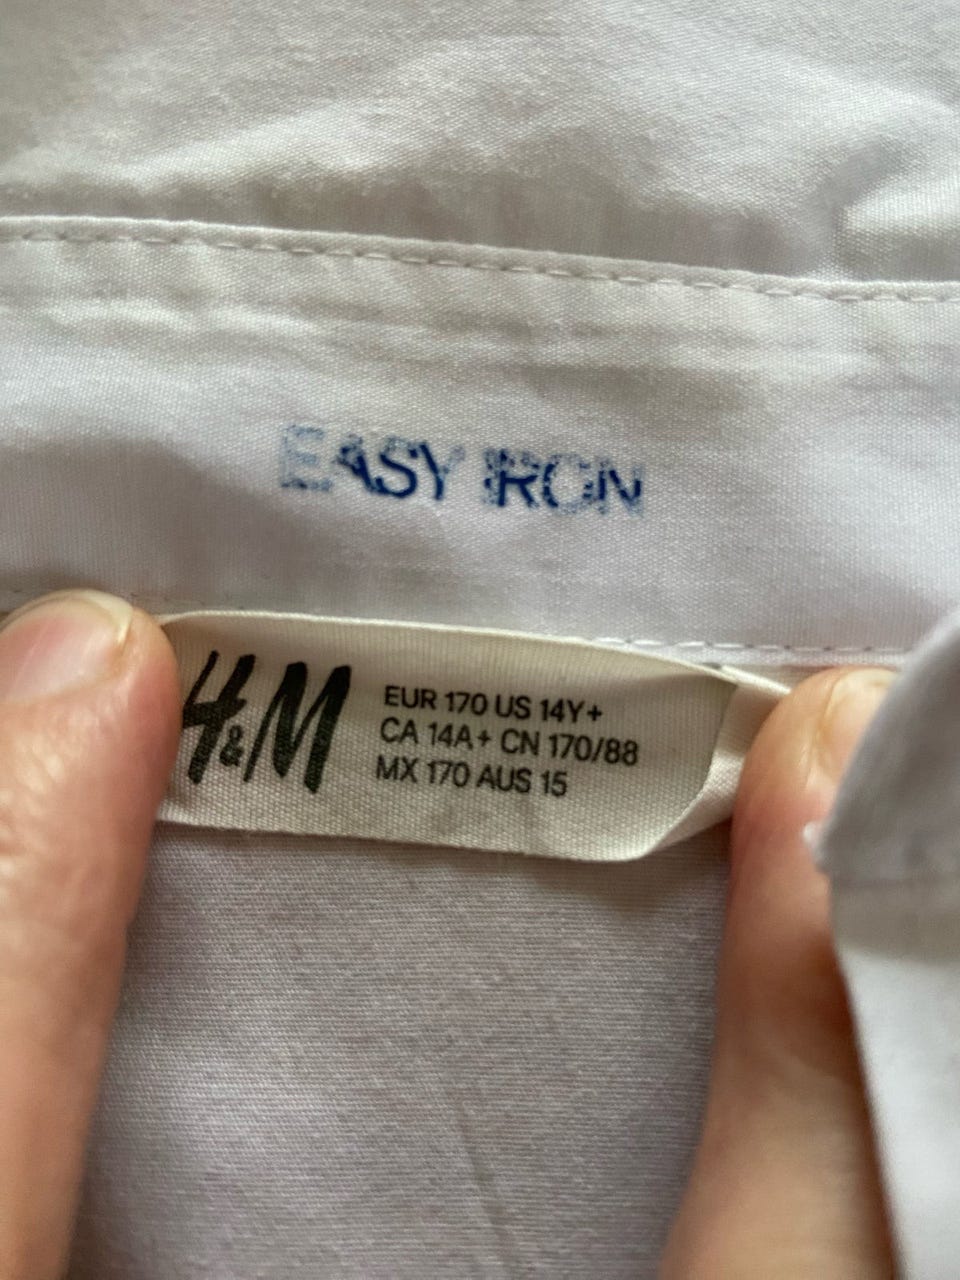 EASY IRON
H&M
EUR 170 US 14Y+
CA 14A+ CN 170/88
MX 170 AUS 15